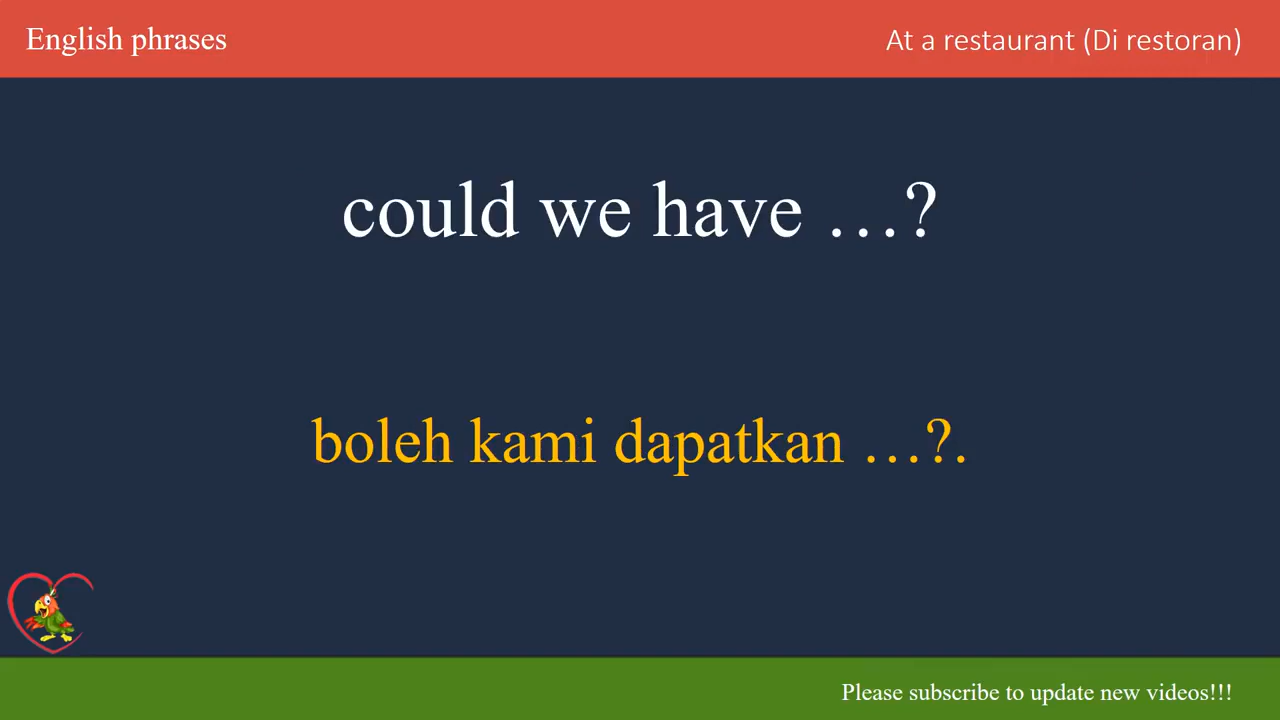 English phrases
At a restaurant (Di restoran)
could we have …?
boleh kami dapatkan …?.
Please subscribe to update new videos!!!